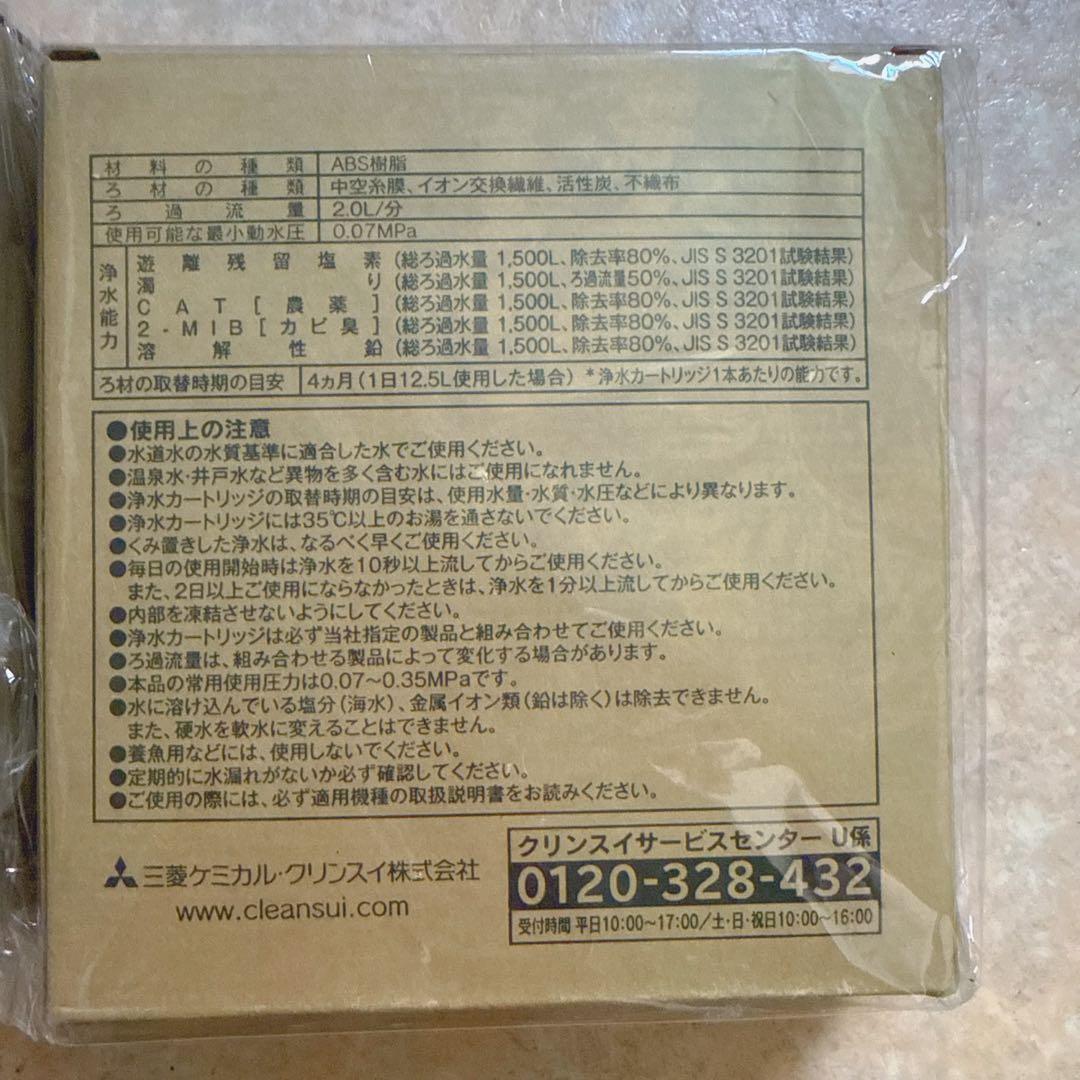 材料の種類 ABS樹脂
ろ材の種類 中空糸膜、イオン交換繊維、活性炭、不織布
ろ過流量 2.0L/分
使用可能な最小動水圧 0.07MPa
浄水能力
遊離残留塩素 (総ろ過水量 1,500L、除去率80%、JIS S 3201試験結果)
濁り (総ろ過水量 1,500L、ろ過流量50%、JIS S 3201試験結果)
CAT[農薬] (総ろ過水量 1,500L、除去率80%、JIS S 3201試験結果)
2-MIB[カビ臭] (総ろ過水量 1,500L、除去率80%、JIS S 3201試験結果)
溶解性鉛 (総ろ過水量 1,500L、除去率80%、JIS S 3201試験結果)
ろ材の取替時期の目安 4ヵ月(1日12.5L使用した場合) *浄水カートリッジ1本あたりの能力です。
●使用上の注意
●水道水の水質基準に適合した水でご使用ください。
●温泉水・井戸水など異物を多く含む水にはご使用になれません。
●浄水カートリッジの取替時期の目安は、使用水量・水質・水圧などにより異なります。
●浄水カートリッジには35℃以上のお湯を通さないでください。
●くみ置きした浄水は、なるべく早くご使用ください。
●毎日の使用開始時は浄水を10秒以上流してからご使用ください。
また、2日以上ご使用にならなかったときは、浄水を1分以上流してからご使用ください。
●内部を凍結させないようにしてください。
●浄水カートリッジは必ず当社指定の製品と組み合わせてご使用ください。
●ろ過流量は、組み合わせる製品によって変化する場合があります。
●本品の常用使用圧力は0.07〜0.35MPaです。
●水に溶け込んでいる塩分(海水)、金属イオン類(鉛は除く)は除去できません。
また、硬水を軟水に変えることはできません。
●養魚用などには、使用しないでください。
●定期的に水漏れがないか必ず確認してください。
●ご使用の際には、必ず適用機種の取扱説明書をお読みください。
三菱ケミカル・クリンスイ株式会社
www.cleansui.com
クリンスイサービスセンター U係
0120-328-432
受付時間 平日10:00〜17:00/土・日・祝日10:00〜16:00